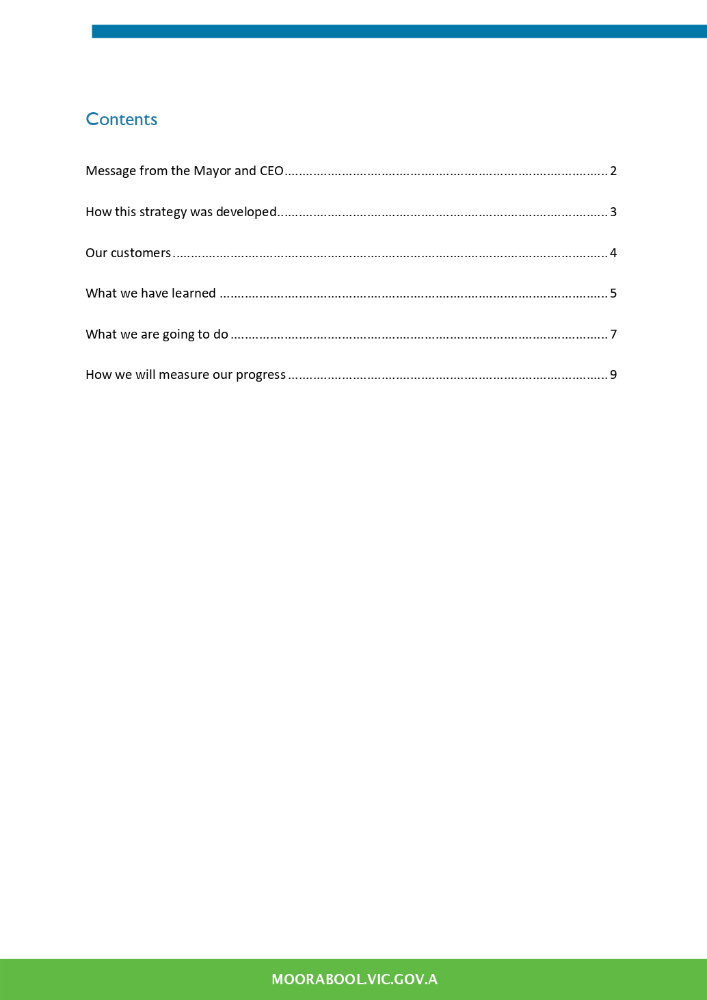 Contents
Message from the Mayor and CEO.......................................................................................... 2
How this strategy was developed............................................................................................ 3
Our customers......................................................................................................................... 4
What we have learned ............................................................................................................ 5
What we are going to do ......................................................................................................... 7
How we will measure our progress ......................................................................................... 9
MOORABOOL.VIC.GOV.A